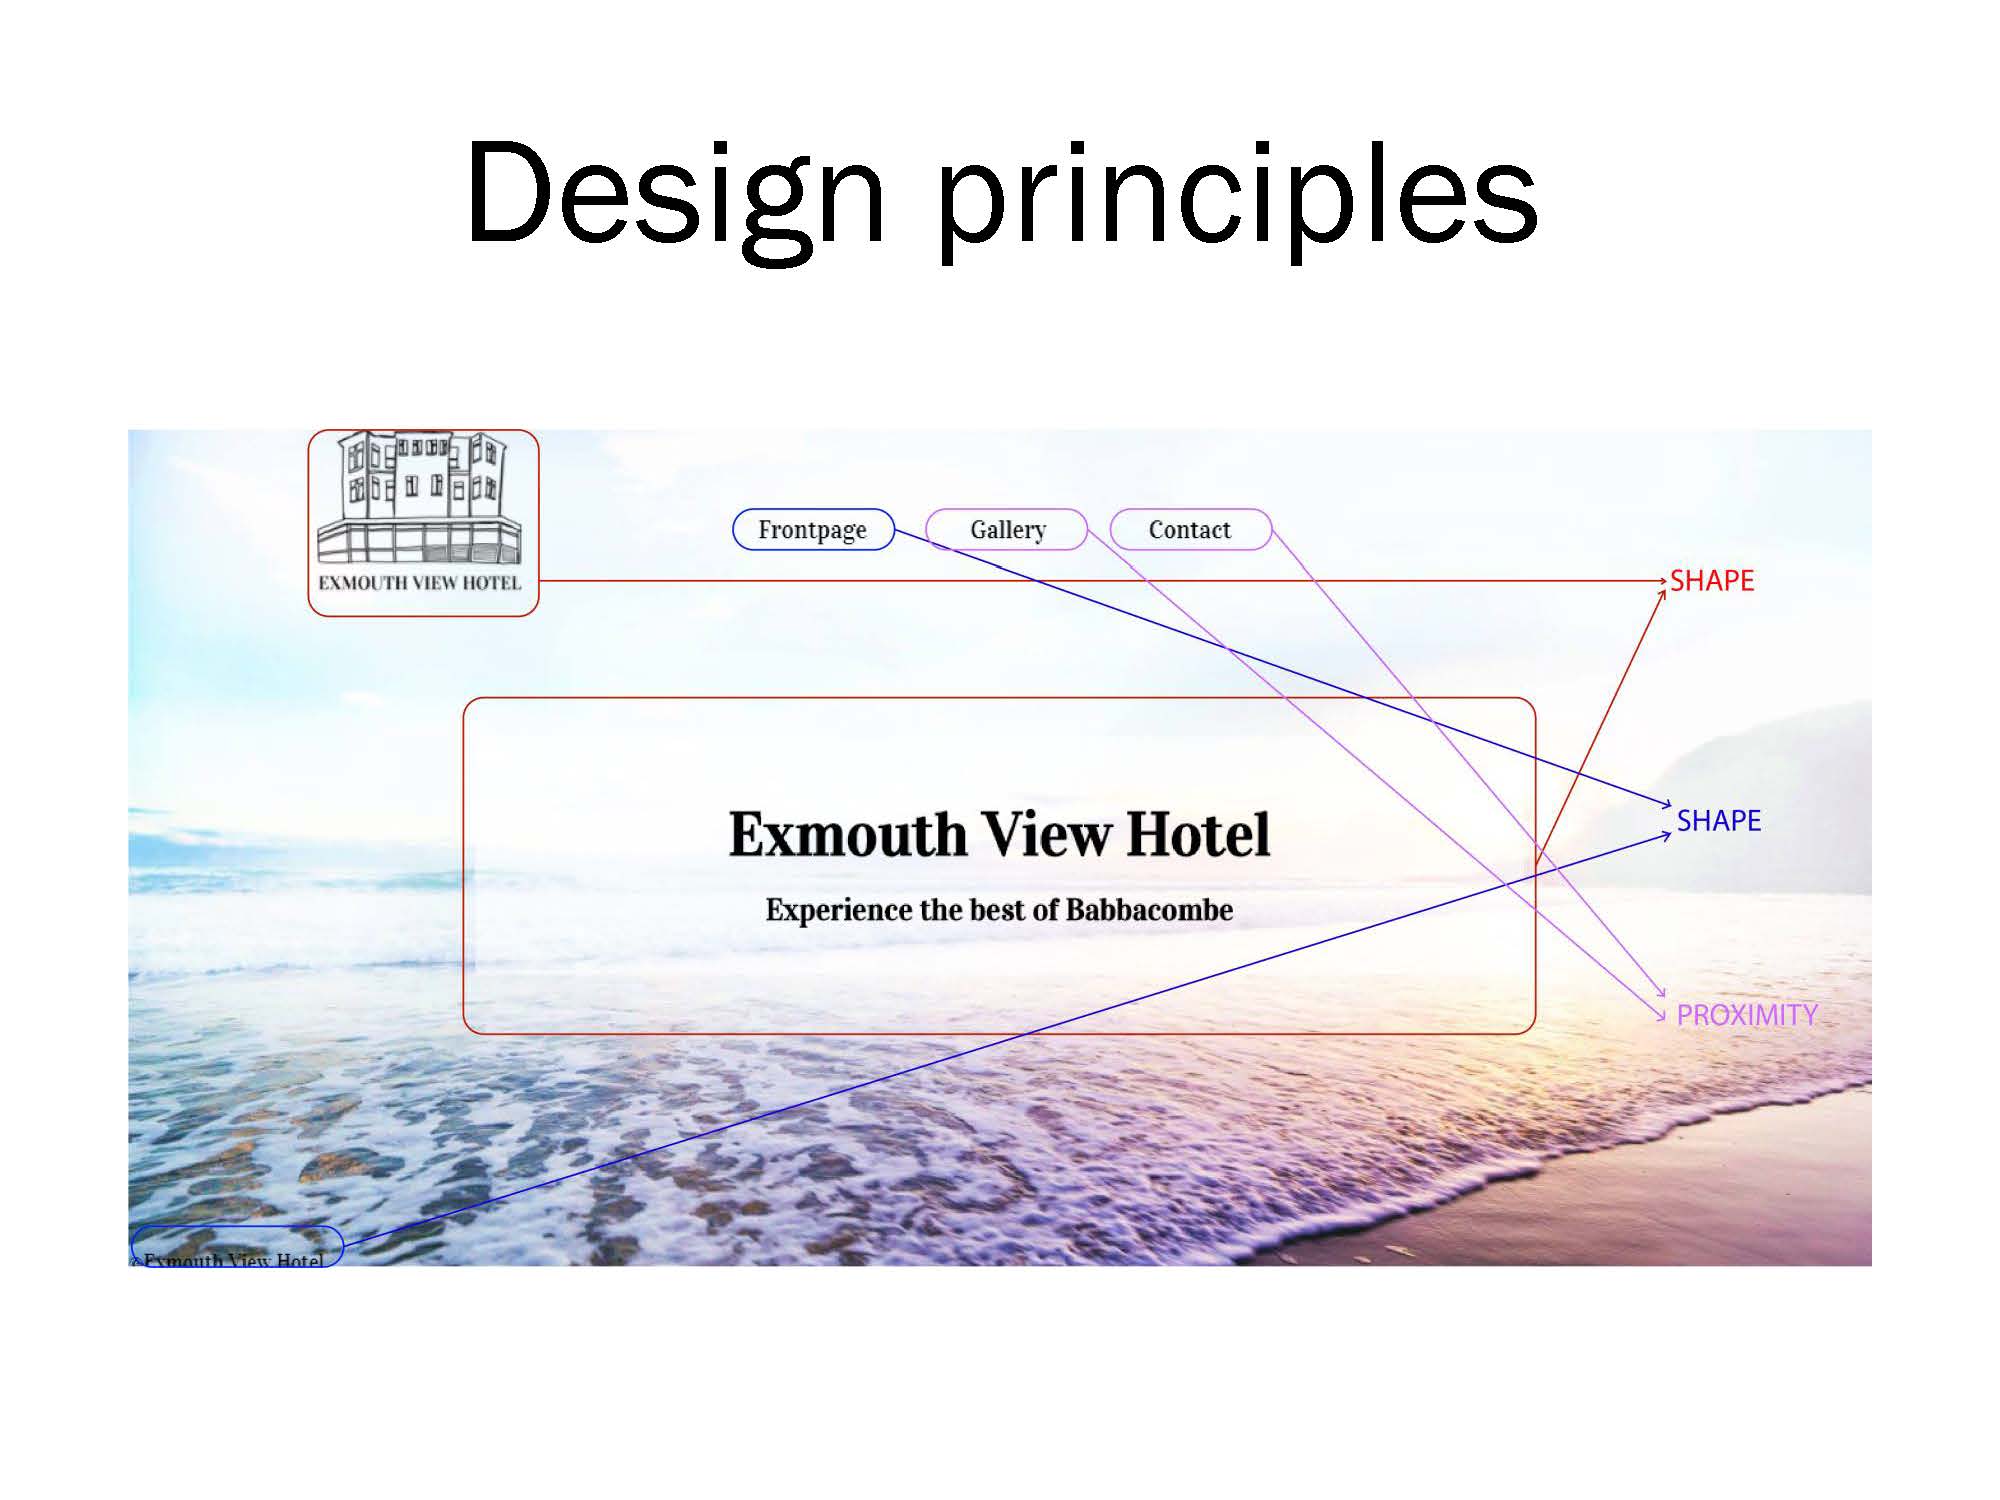 Design principles
EXMOUTH VIEW HOTEL
Frontpage
Gallery
Contact
SHAPE
Exmouth View Hotel
Experience the best of Babbacombe
SHAPE
PROXIMITY
©Exmouth View Hotel